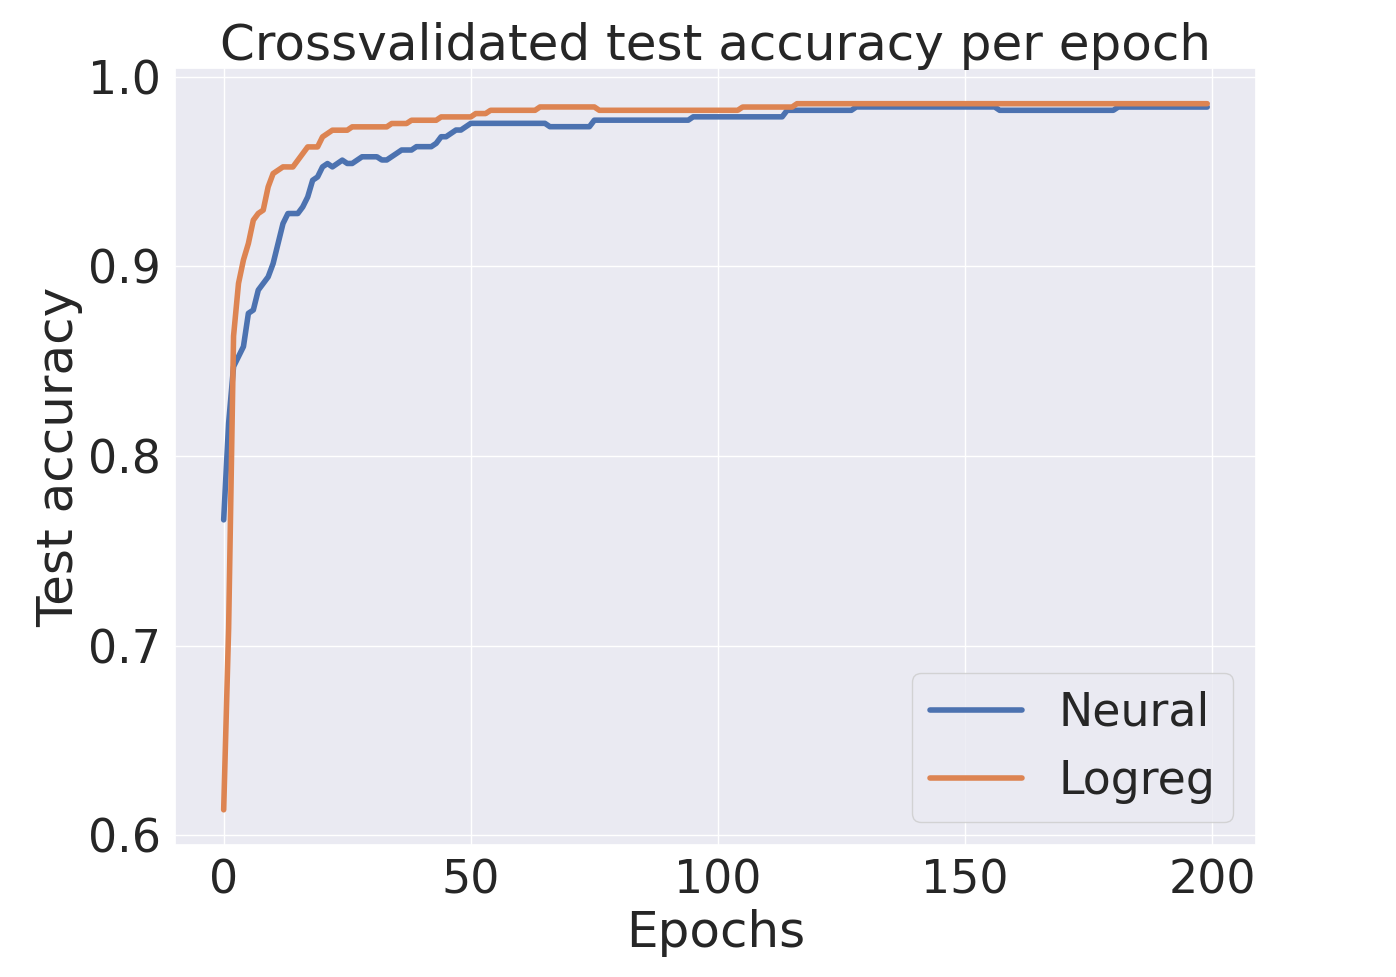 Crossvalidated test accuracy per epoch
1.0
0.9
0.8
0.7
0.6
Test accuracy
0 50 100 150 200
Epochs
Neural
Logreg